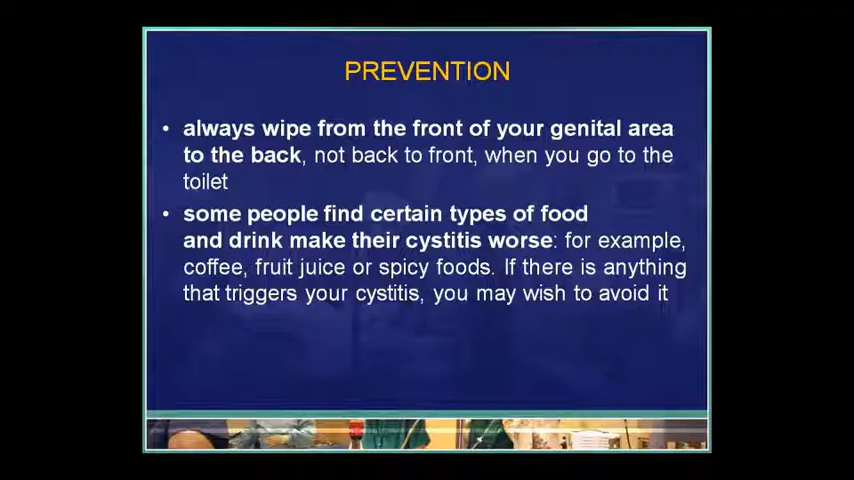 PREVENTION
• always wipe from the front of your genital area
to the back, not back to front, when you go to the
toilet
• some people find certain types of food
and drink make their cystitis worse: for example,
coffee, fruit juice or spicy foods. If there is anything
that triggers your cystitis, you may wish to avoid it